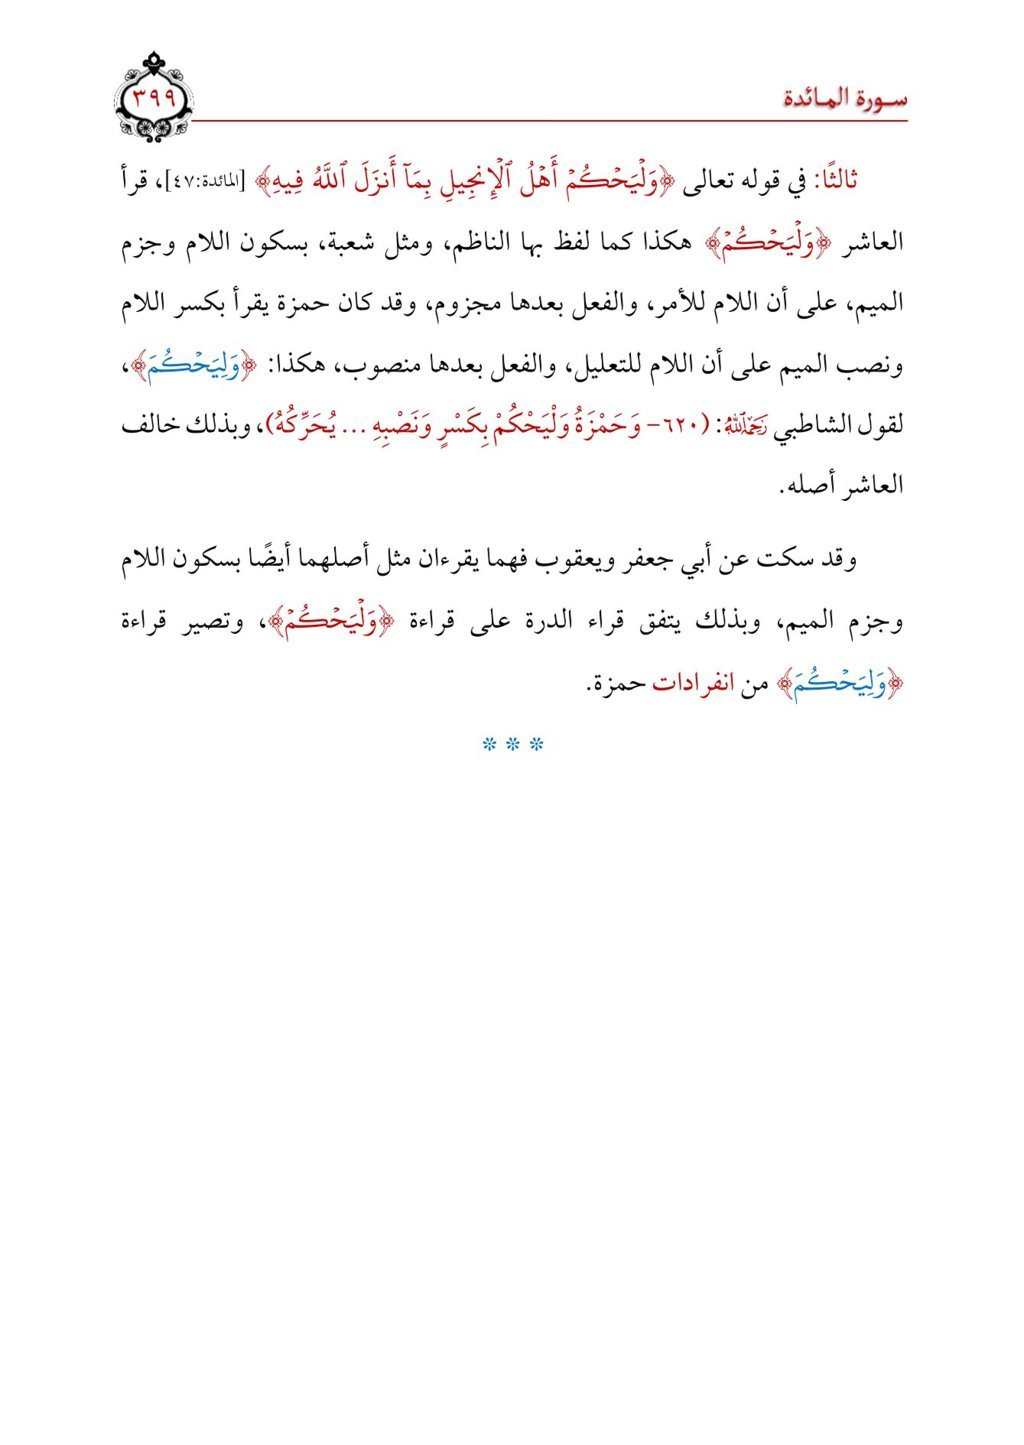 سورة المائدة
٣٩٩
ثالثًا: في قوله تعالى ﴿وَلۡيَحۡكُمۡ أَهۡلُ ٱلۡإِنجِيلِ بِمَآ أَنزَلَ ٱللَّهُ فِيهِ﴾ [المائدة:٤٧]، قرأ
العاشر ﴿وَلۡيَحۡكُمۡ﴾ هكذا كما لفظ بها الناظم، ومثل شعبة، بسكون اللام وجزم
الميم، على أن اللام للأمر، والفعل بعدها مجزوم، وقد كان حمزة يقرأ بكسر اللام
ونصب الميم على أن اللام للتعليل، والفعل بعدها منصوب، هكذا: ﴿وَلِيَحۡكُمَ﴾،
لقول الشاطبي رَحِمَهُ ٱللَّهُ: (٦٢٠- وَحَمْزَةُ وَلْيَحْكُمْ بِكَسْرٍ وَنَصْبِهِ ... يُحَرِّكُهُ)، وبذلك خالف
العاشر أصله.
وقد سكت عن أبي جعفر ويعقوب فهما يقرءان مثل أصلهما أيضًا بسكون اللام
وجزم الميم، وبذلك يتفق قراء الدرة على قراءة ﴿وَلۡيَحۡكُمۡ﴾، وتصير قراءة
﴿وَلِيَحۡكُمَ﴾ من انفرادات حمزة.
* * *